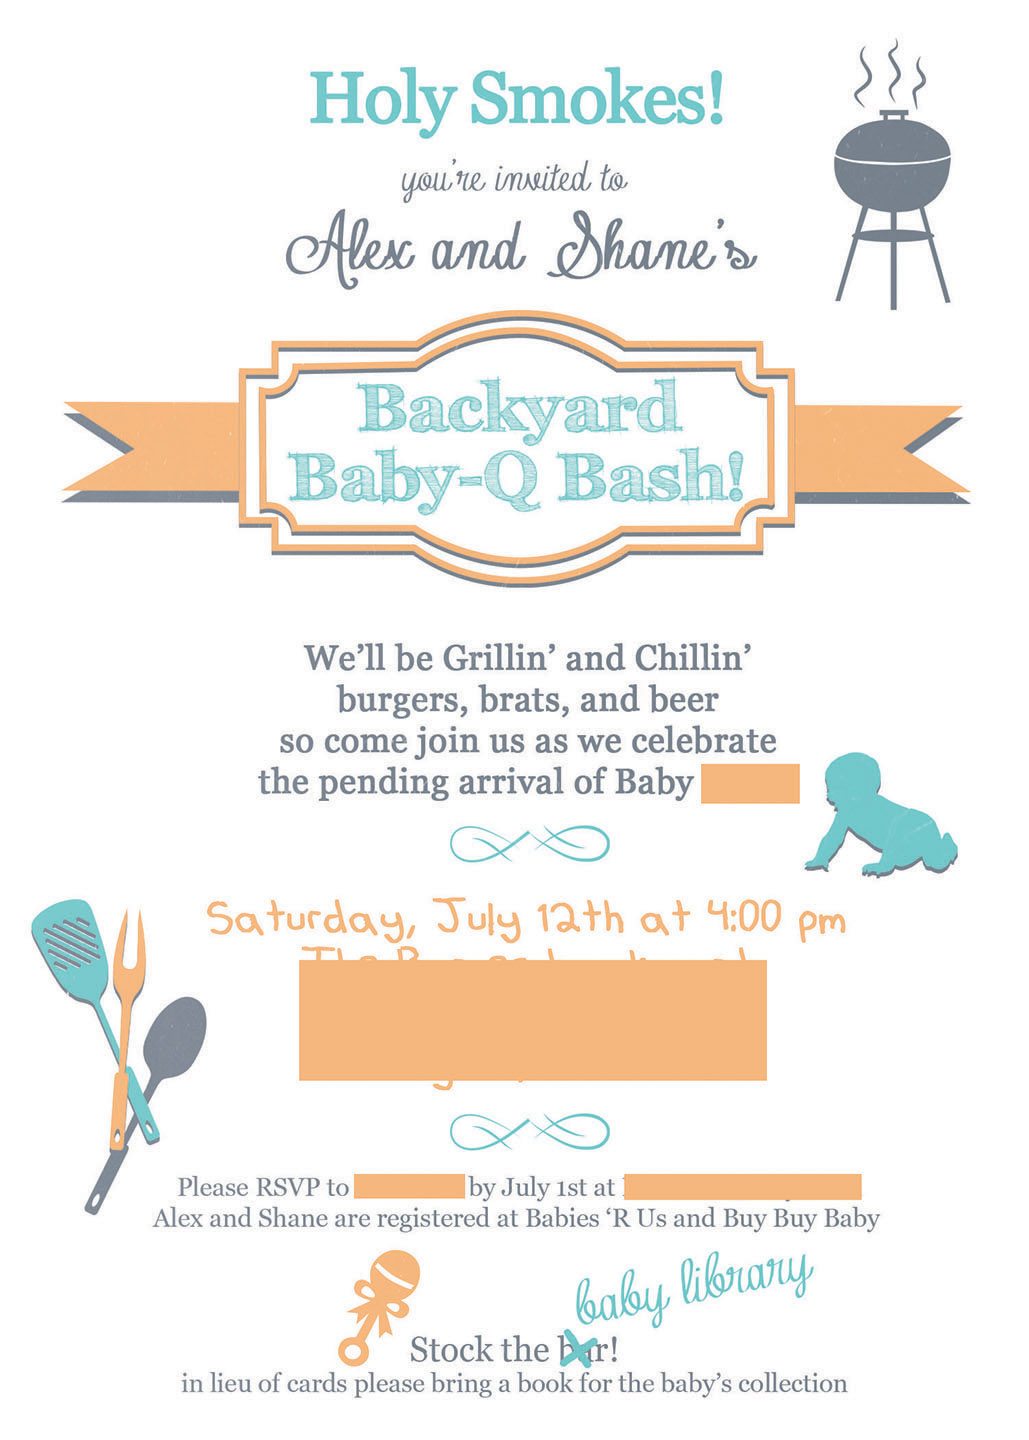 Holy Smokes!
you're invited to
Alex and Shane's
Backyard
Baby-Q Bash!
We'll be Grillin' and Chillin'
burgers, brats, and beer
so come join us as we celebrate
the pending arrival of Baby
Saturday, July 12th at 4:00 pm
Please RSVP to by July 1st at
Alex and Shane are registered at Babies 'R Us and Buy Buy Baby
baby library
Stock the bar!
in lieu of cards please bring a book for the baby's collection